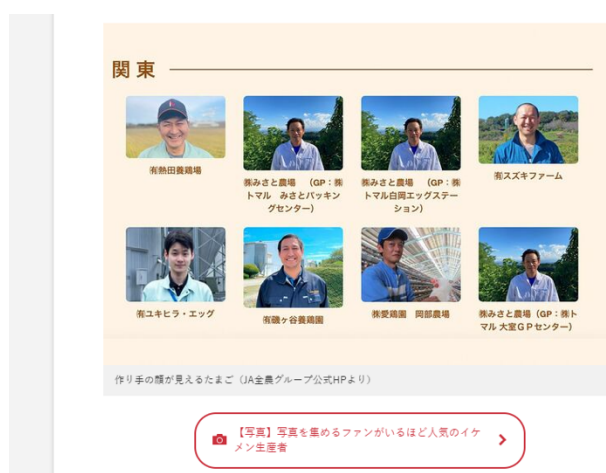 関東
㈲熱田養鶏場
㈱みさと農場　（GP：㈱
トマル　みさとパッキン
グセンター）
㈱みさと農場　（GP：㈱
トマル白岡エッグステー
ション）
㈲スズキファーム
㈲ユキヒラ・エッグ
㈲磯ヶ谷養鶏園
㈱愛鶏園　岡部農場
㈱みさと農場（GP：㈱ト
マル 大室ＧＰセンター）
作り手の顔が見えるたまご（JA全農グループ公式HPより）
【写真】写真を集めるファンがいるほど人気のイケ
メン生産者